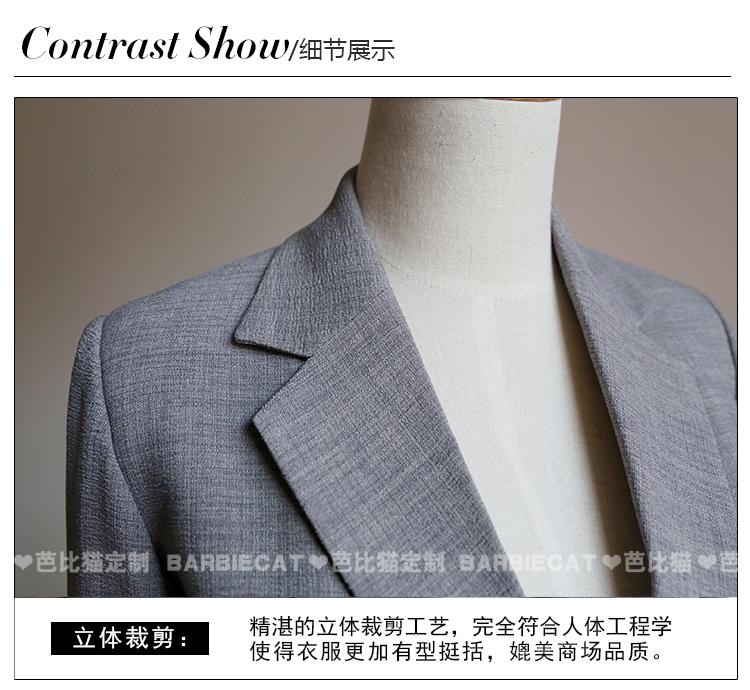 Contrast Show/细节展示
❤芭比猫定制 BARBIECAT❤芭比猫定制 BARBIECAT❤芭比猫❤芭
立体裁剪： 精湛的立体裁剪工艺，完全符合人体工程学
使得衣服更加有型挺括，媲美商场品质。